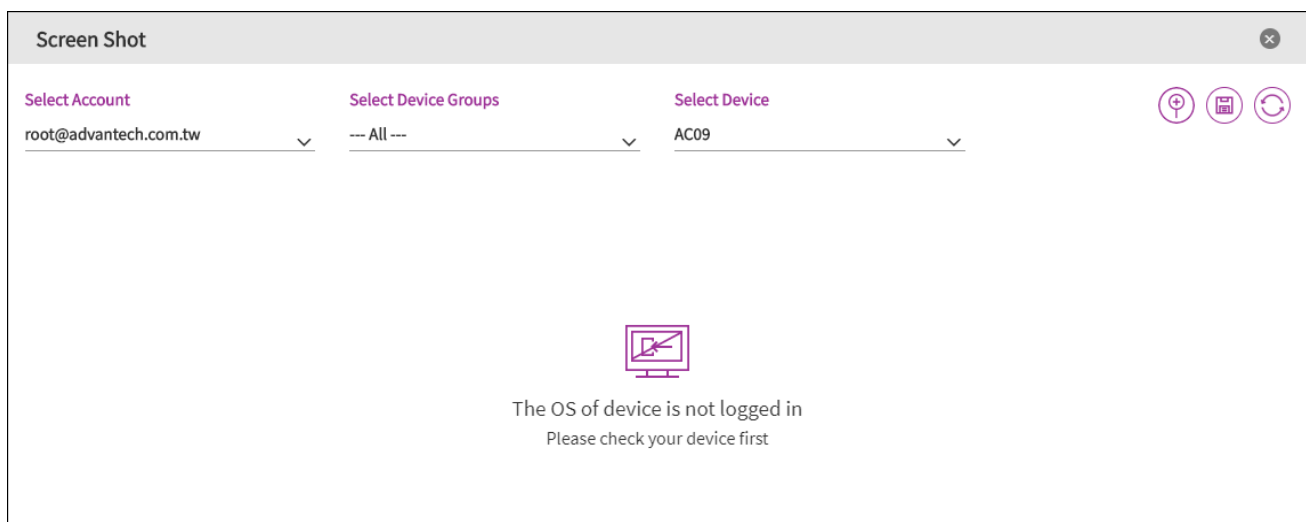 Screen Shot
Select Account
Select Device Groups
Select Device
root@advantech.com.tw
--- All ---
AC09
The OS of device is not logged in
Please check your device first